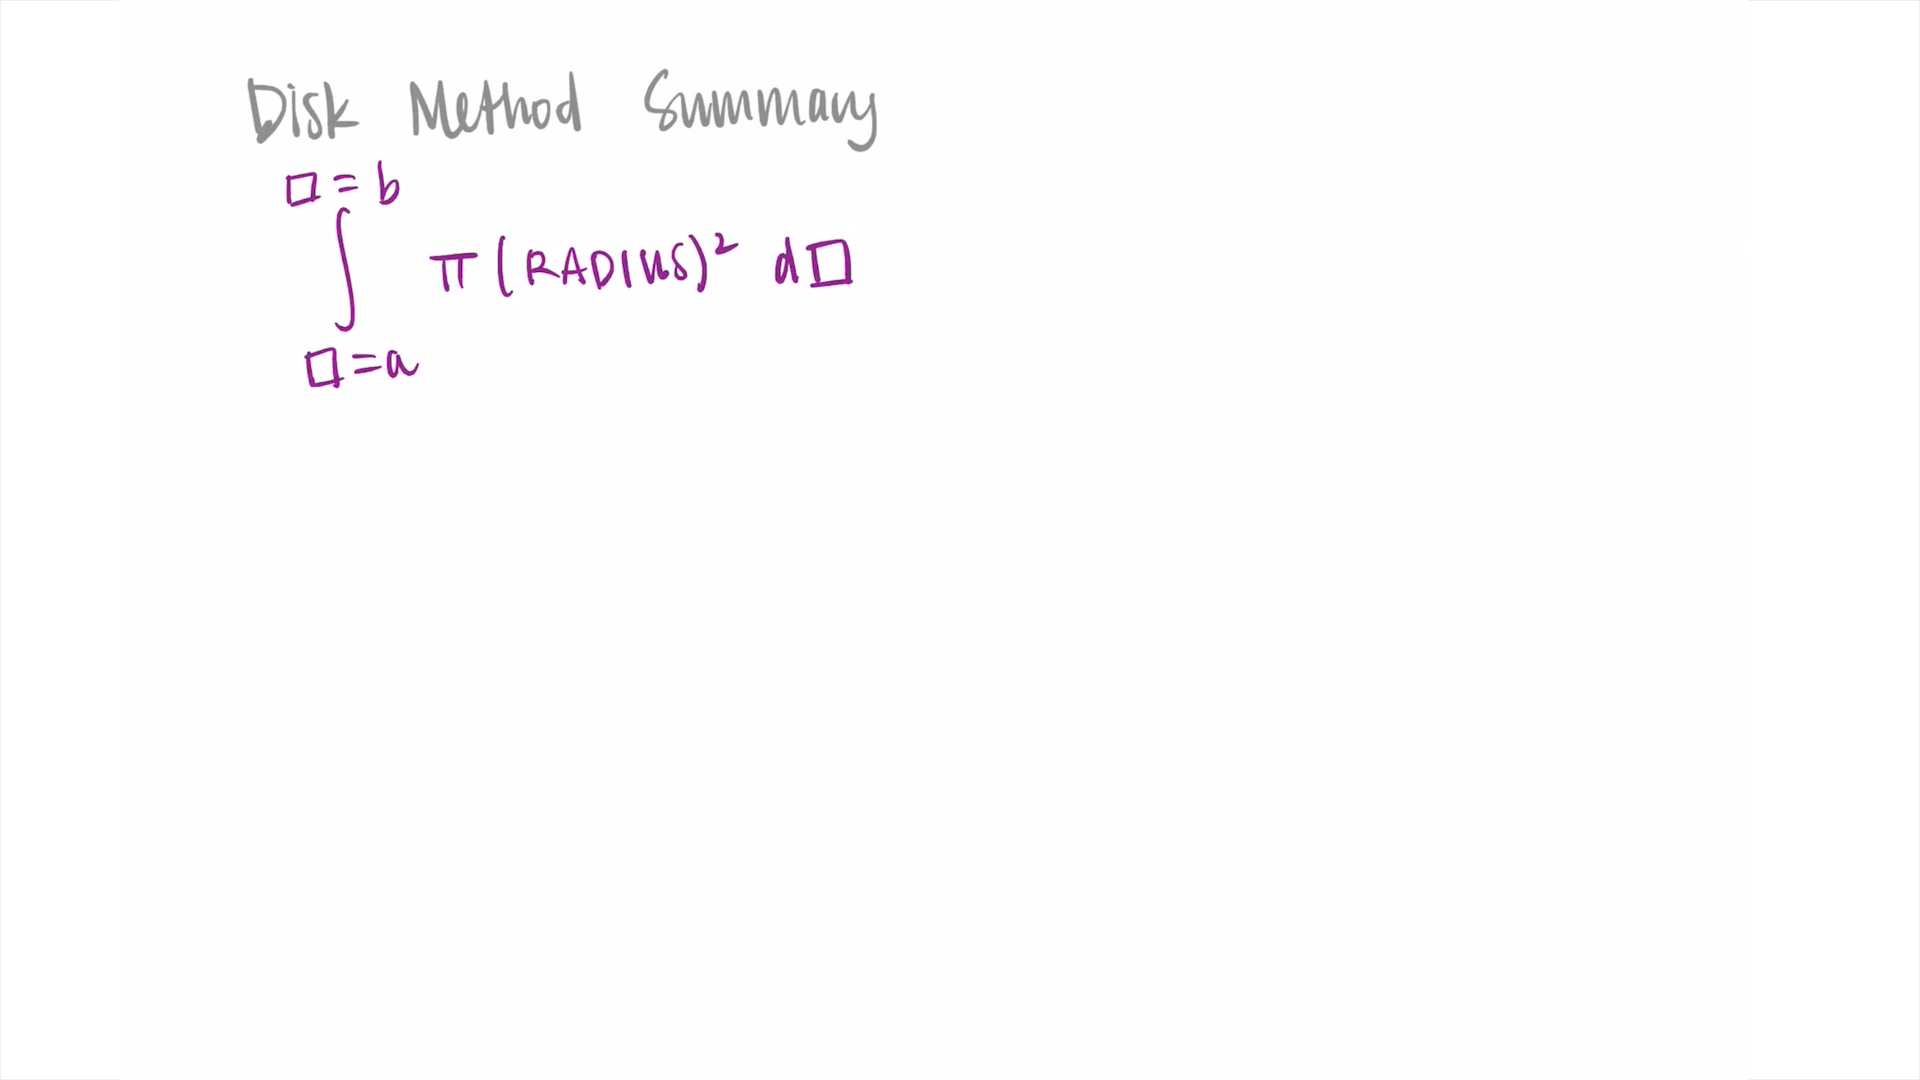 Disk Method Summary
□ = b
∫ π (RADIUS)² d□
□ = a